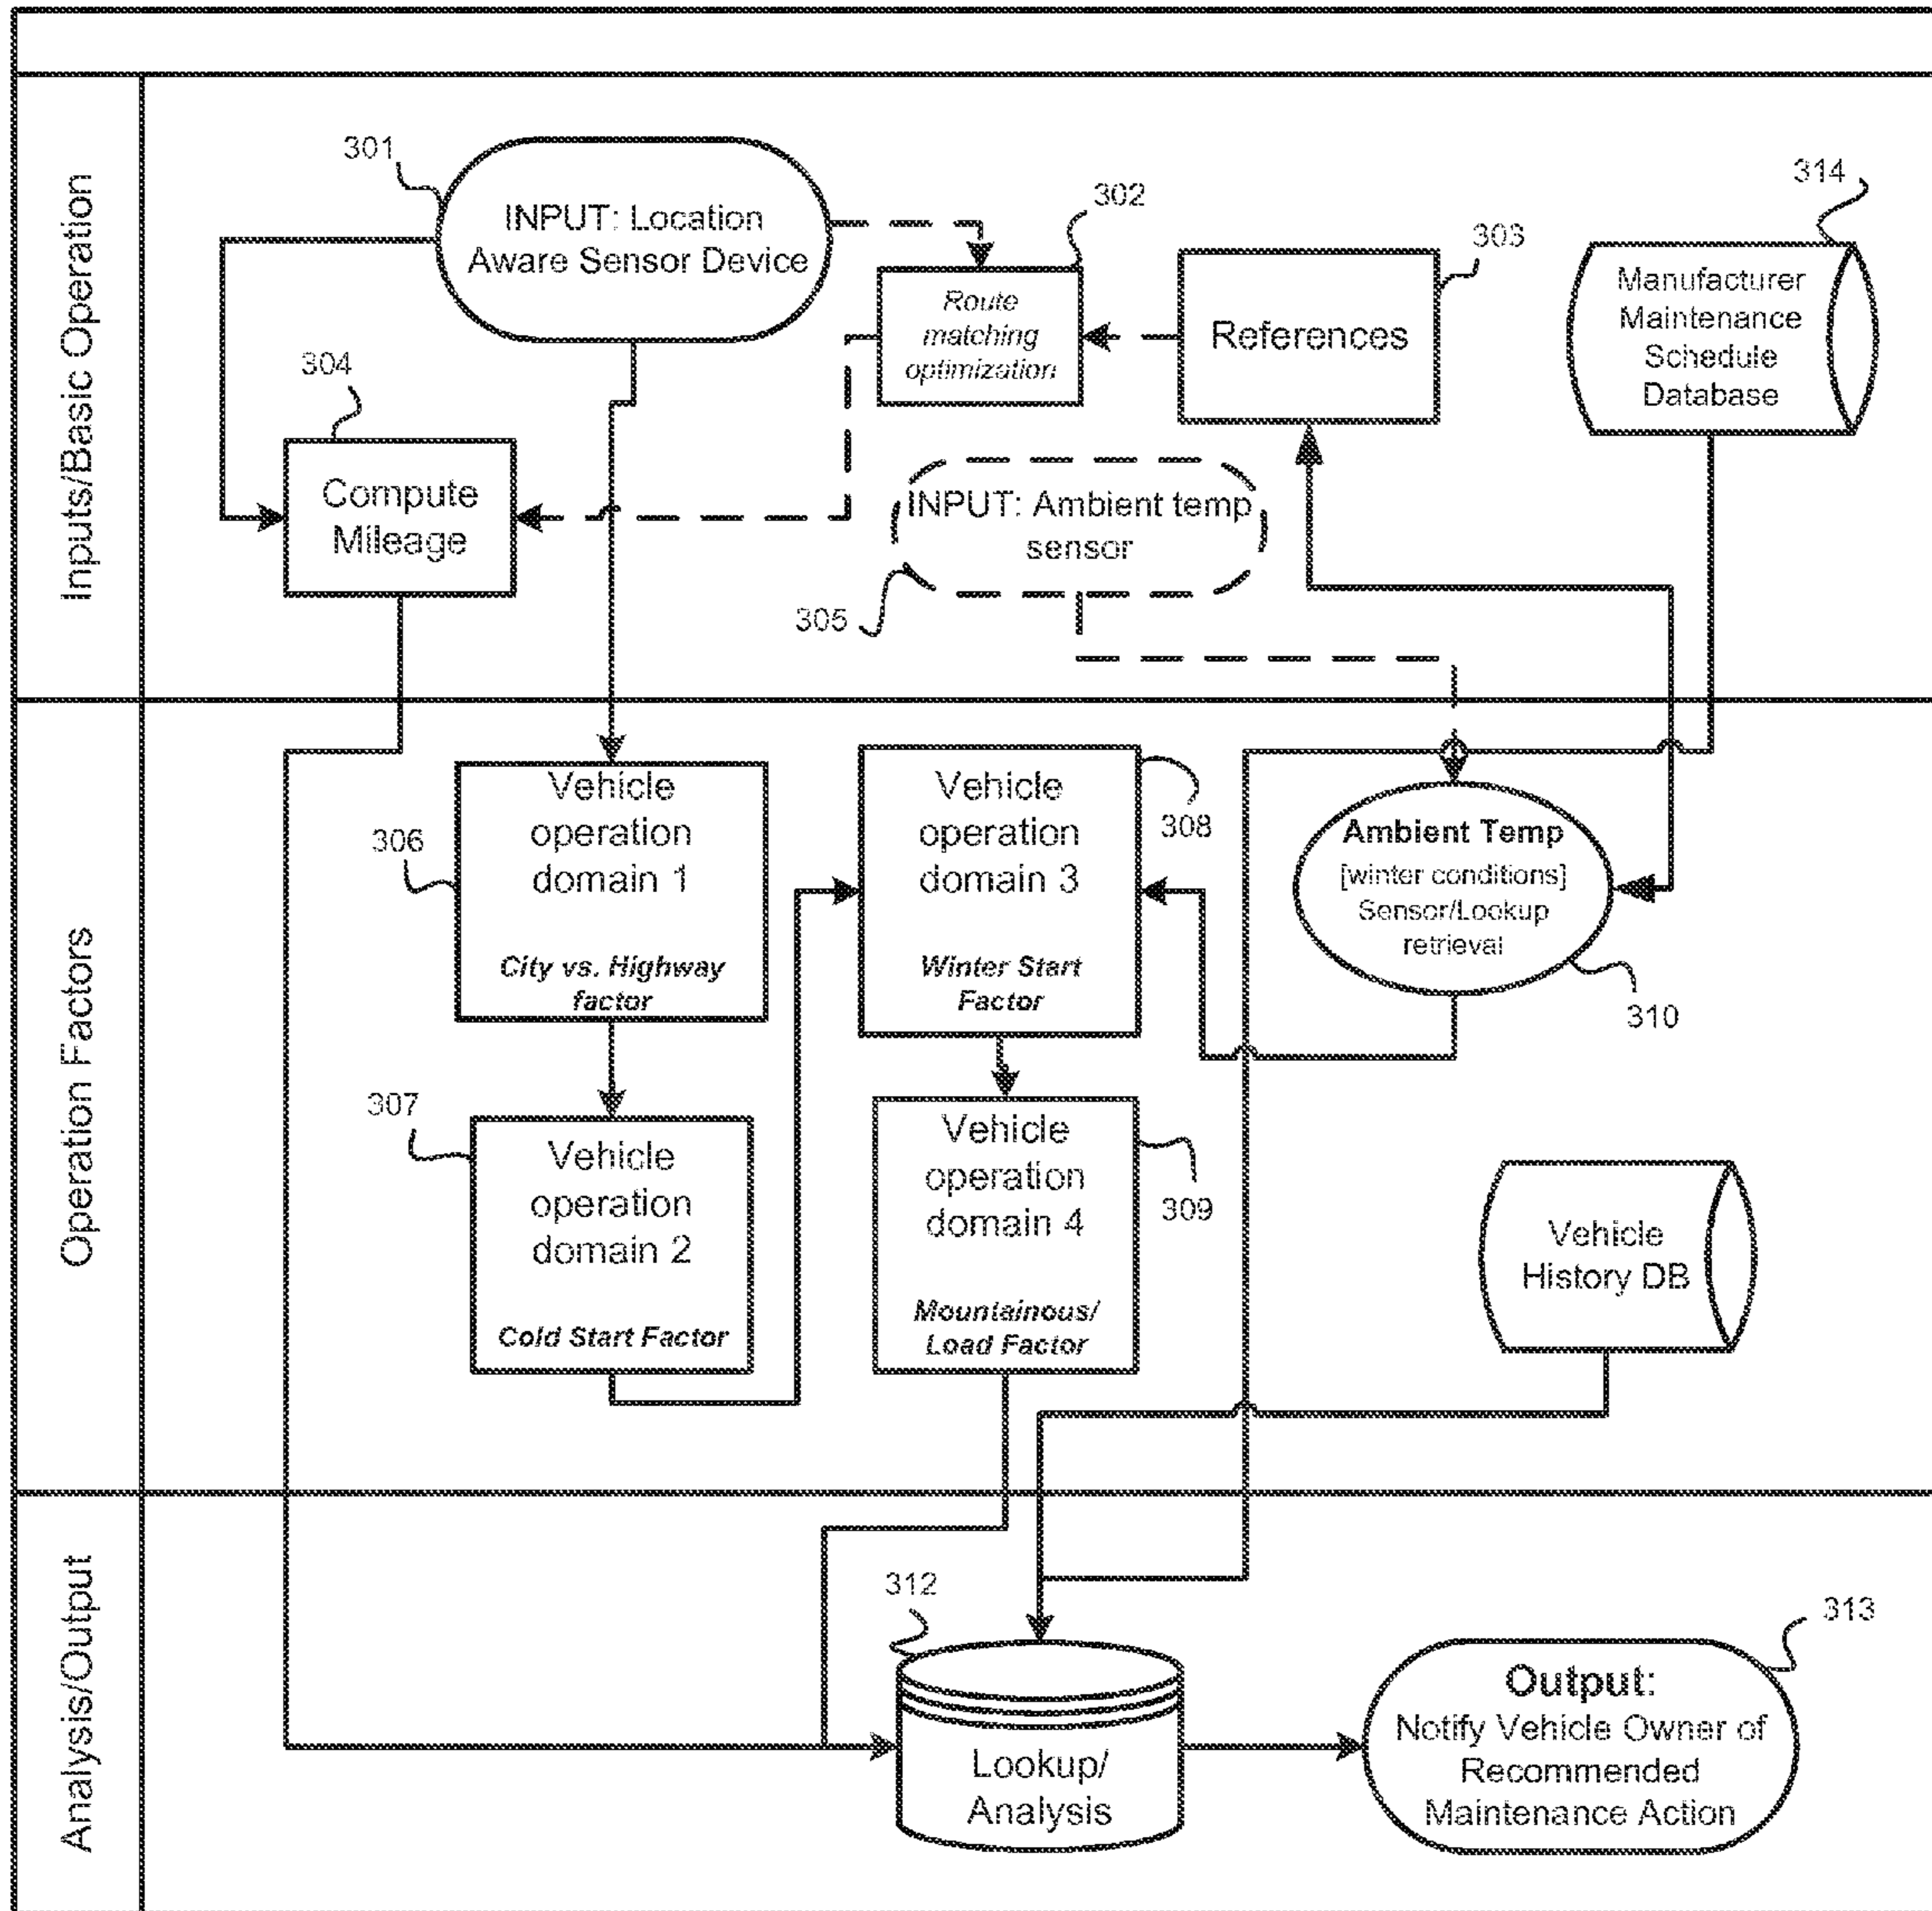 Inputs/Basic Operation
301
INPUT: Location
Aware Sensor Device
302
Route
matching
optimization
303
References
314
Manufacturer
Maintenance
Schedule
Database
304
Compute
Mileage
INPUT: Ambient temp
sensor
305
Operation Factors
306
Vehicle
operation
domain 1
City vs. Highway
factor
308
Vehicle
operation
domain 3
Winter Start
Factor
Ambient Temp
[winter conditions]
Sensor/Lookup
retrieval
310
307
Vehicle
operation
domain 2
Cold Start Factor
309
Vehicle
operation
domain 4
Mountainous/
Load Factor
Vehicle
History DB
Analysis/Output
312
Lookup/
Analysis
313
Output:
Notify Vehicle Owner of
Recommended
Maintenance Action